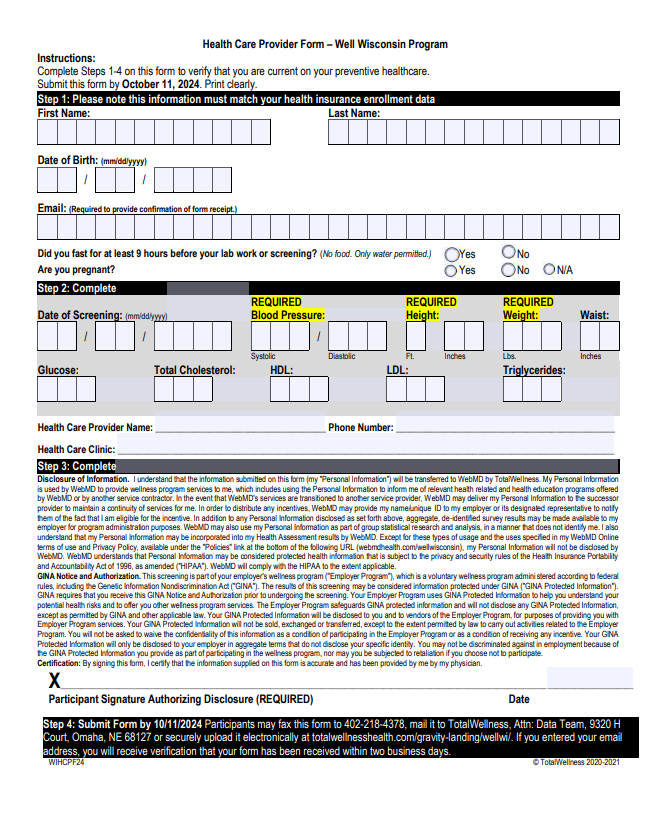 Health Care Provider Form – Well Wisconsin Program
Instructions:
Complete Steps 1-4 on this form to verify that you are current on your preventive healthcare.
Submit this form by October 11, 2024. Print clearly.
Step 1: Please note this information must match your health insurance enrollment data
First Name: Last Name:
Date of Birth: (mm/dd/yyyy)
/ /
Email: (Required to provide confirmation of form receipt.)
Did you fast for at least 9 hours before your lab work or screening? (No food. Only water permitted.) Yes No
Are you pregnant? Yes No N/A
Step 2: Complete
REQUIRED REQUIRED REQUIRED
Date of Screening: (mm/dd/yyyy) Blood Pressure: Height: Weight: Waist:
/ / /
Systolic Diastolic Ft. Inches Lbs. Inches
Glucose: Total Cholesterol: HDL: LDL: Triglycerides:
Health Care Provider Name: Phone Number:
Health Care Clinic:
Step 3: Complete
Disclosure of Information. I understand that the information submitted on this form (my "Personal Information") will be transferred to WebMD by TotalWellness. My Personal Information
is used by WebMD to provide wellness program services to me, which includes using the Personal Information to inform me of relevant health related and health education programs offered
by WebMD or by another service contractor. In the event that WebMD's services are transitioned to another service provider, WebMD may deliver my Personal Information to the successor
provider to maintain a continuity of services for me. In order to distribute any incentives, WebMD may provide my name/unique ID to my employer or its designated representative to notify
them of the fact that I am eligible for the incentive. In addition to any Personal Information disclosed as set forth above, aggregate, de-identified survey results may be made available to my
employer for program administration purposes. WebMD may also use my Personal Information as part of group statistical research and analysis, in a manner that does not identify me. I also
understand that my Personal Information may be incorporated into my Health Assessment results by WebMD. Except for these types of usage and the uses specified in my WebMD Online
terms of use and Privacy Policy, available under the "Policies" link at the bottom of the following URL (webmdhealth.com/wellwisconsin), my Personal Information will not be disclosed by
WebMD. WebMD understands that Personal Information may be considered protected health information that is subject to the privacy and security rules of the Health Insurance Portability
and Accountability Act of 1996, as amended ("HIPAA"). WebMD will comply with the HIPAA to the extent applicable.
GINA Notice and Authorization. This screening is part of your employer's wellness program ("Employer Program"), which is a voluntary wellness program administered according to federal
rules, including the Genetic Information Nondiscrimination Act ("GINA"). The results of this screening may include genetic information protected under GINA ("GINA Protected Information").
GINA requires that you receive this GINA Notice and Authorization prior to undergoing the screening. Your Employer Program uses GINA Protected Information to help you understand your
potential health risks and to offer you other wellness program services. The Employer Program safeguards GINA protected information and will not disclose any GINA Protected Information,
except as permitted by GINA and other applicable law. Your GINA Protected Information will be disclosed to you and to vendors of the Employer Program, for purposes of providing you with
Employer Program services. Your GINA Protected Information will not be sold, exchanged or transferred, except to the extent permitted by law to carry out activities related to the Employer
Program. You will not be asked to waive the confidentiality of this information as a condition of participating in the Employer Program or as a condition of receiving any incentive. Your GINA
Protected Information will only be disclosed to your employer in aggregate terms that do not disclose your specific identity. You may not be discriminated against in employment because of
the GINA Protected Information you provide as part of participating in the wellness program, nor may you be subjected to retaliation if you choose not to participate.
Certification: By signing this form, I certify that the information supplied on this form is accurate and has been provided by me by my physician.
X
Participant Signature Authorizing Disclosure (REQUIRED) Date
Step 4: Submit Form by 10/11/2024 Participants may fax this form to 402-218-4378, mail it to TotalWellness, Attn: Data Team, 9320 H
Court, Omaha, NE 68127 or securely upload it electronically at totalwellnesshealth.com/gravity-landing/wellwi/. If you entered your email
address, you will receive verification that your form has been received within two business days.
WIHCPF24 © TotalWellness 2020-2021